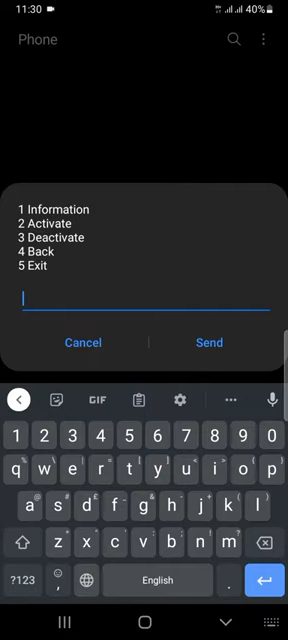 11:30
40%
Phone
1 Information
2 Activate
3 Deactivate
4 Back
5 Exit
Cancel
Send
GIF
1 2 3 4 5 6 7 8 9 0
q w e r t y u i o p
a s d f g h j k l
z x c v b n m
?123
,
English
.